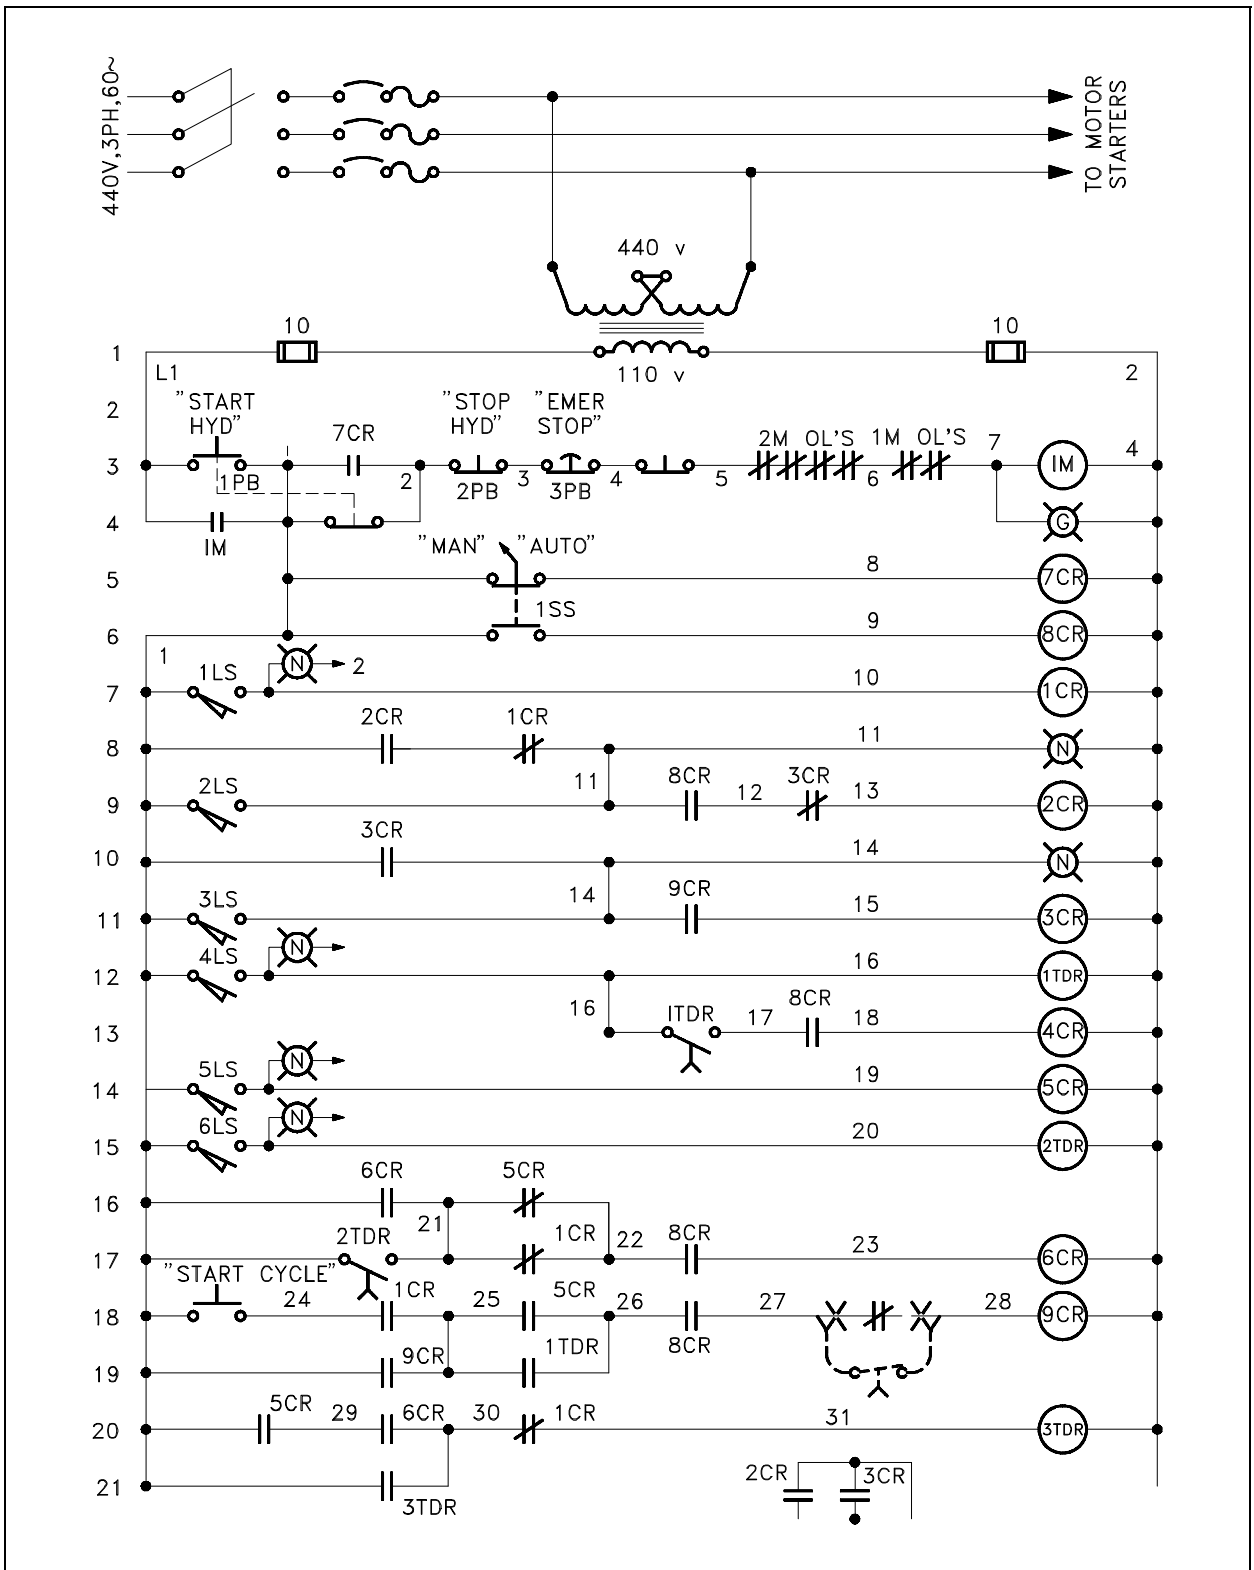 440V,3PH,60~
TO MOTOR
STARTERS
440 v
10
10
1
110 v
L1
2
2
"START
HYD"
"STOP
HYD"
"EMER
STOP"
7CR
2M OL'S
1M OL'S
7
3
1PB
2
2PB
3
3PB
4
5
6
IM
4
4
IM
G
"MAN"
"AUTO"
5
8
7CR
1SS
6
9
8CR
1
N
2
1LS
7
10
1CR
2CR
1CR
8
11
N
2LS
11
8CR
12
3CR
13
9
2CR
3CR
10
14
N
3LS
14
9CR
11
15
3CR
N
4LS
12
16
1TDR
16
1TDR
17
8CR
18
13
4CR
N
5LS
14
19
5CR
N
6LS
15
20
2TDR
6CR
5CR
16
21
2TDR
1CR
22
8CR
17
23
6CR
"START CYCLE"
24
1CR
25
5CR
26
27
28
18
8CR
9CR
9CR
1TDR
19
5CR
29
6CR
30
1CR
31
20
3TDR
21
3TDR
2CR
3CR